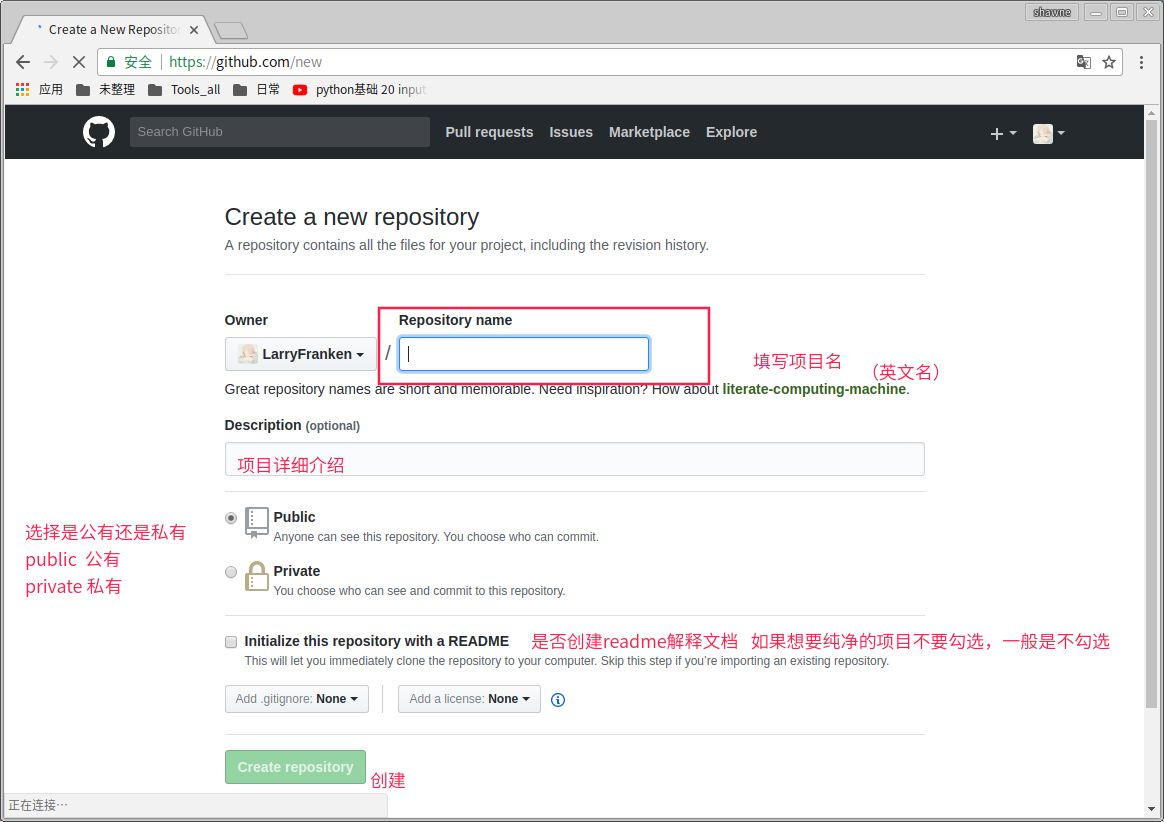 shawne
Create a New Reposito
安全 https://github.com/new
应用 未整理 Tools_all 日常 python基础 20 input
Search GitHub Pull requests Issues Marketplace Explore
Create a new repository
A repository contains all the files for your project, including the revision history.
Owner Repository name
LarryFranken / 填写项目名 （英文名）
Great repository names are short and memorable. Need inspiration? How about literate-computing-machine.
Description (optional)
项目详细介绍
选择是公有还是私有
public 公有
private 私有
Public
Anyone can see this repository. You choose who can commit.
Private
You choose who can see and commit to this repository.
Initialize this repository with a README 是否创建readme解释文档 如果想要纯净的项目不要勾选，一般是不勾选
This will let you immediately clone the repository to your computer. Skip this step if you’re importing an existing repository.
Add .gitignore: None Add a license: None
Create repository 创建
正在连接…